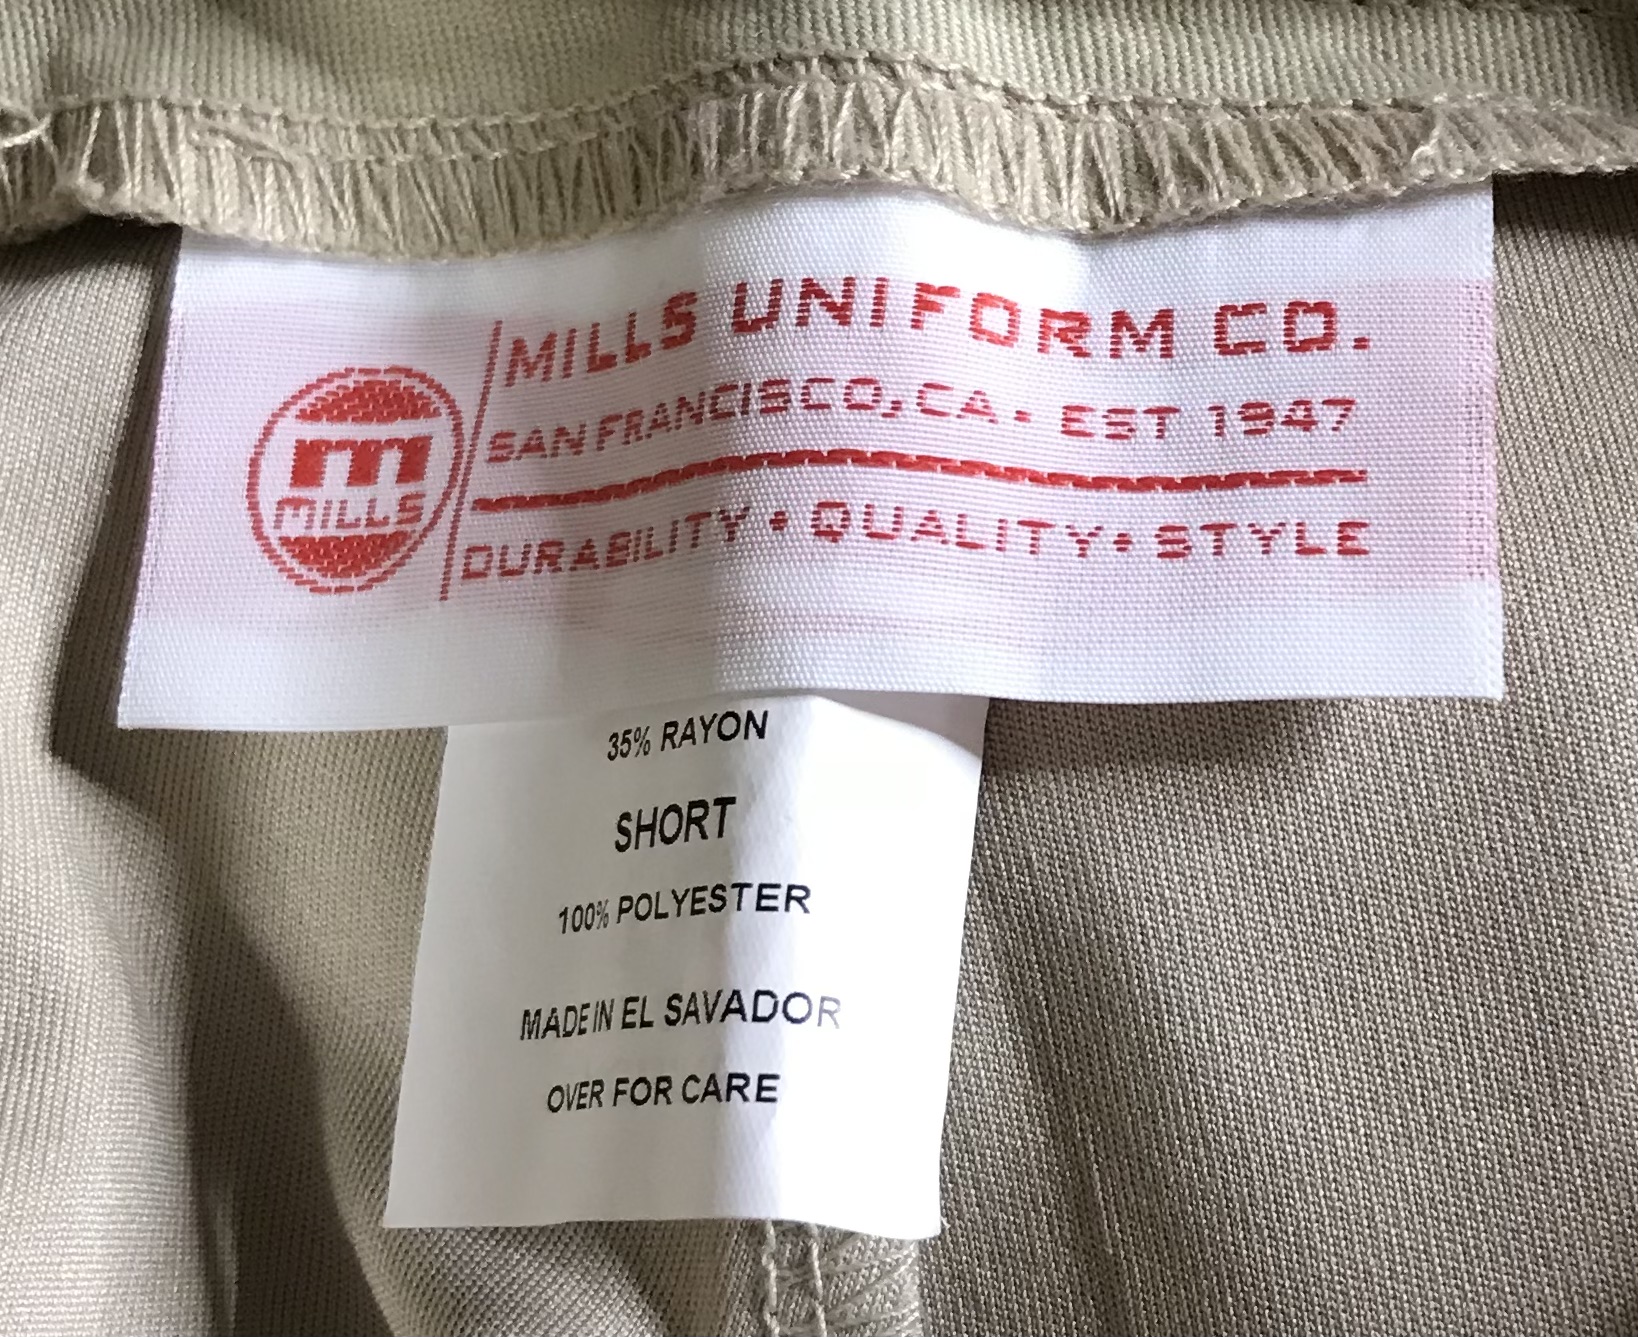 m
MILLS
MILLS UNIFORM CO.
SAN FRANCISCO, CA • EST 1947
DURABILITY • QUALITY • STYLE
35% RAYON
SHORT
100% POLYESTER
MADE IN EL SAVADOR
OVER FOR CARE